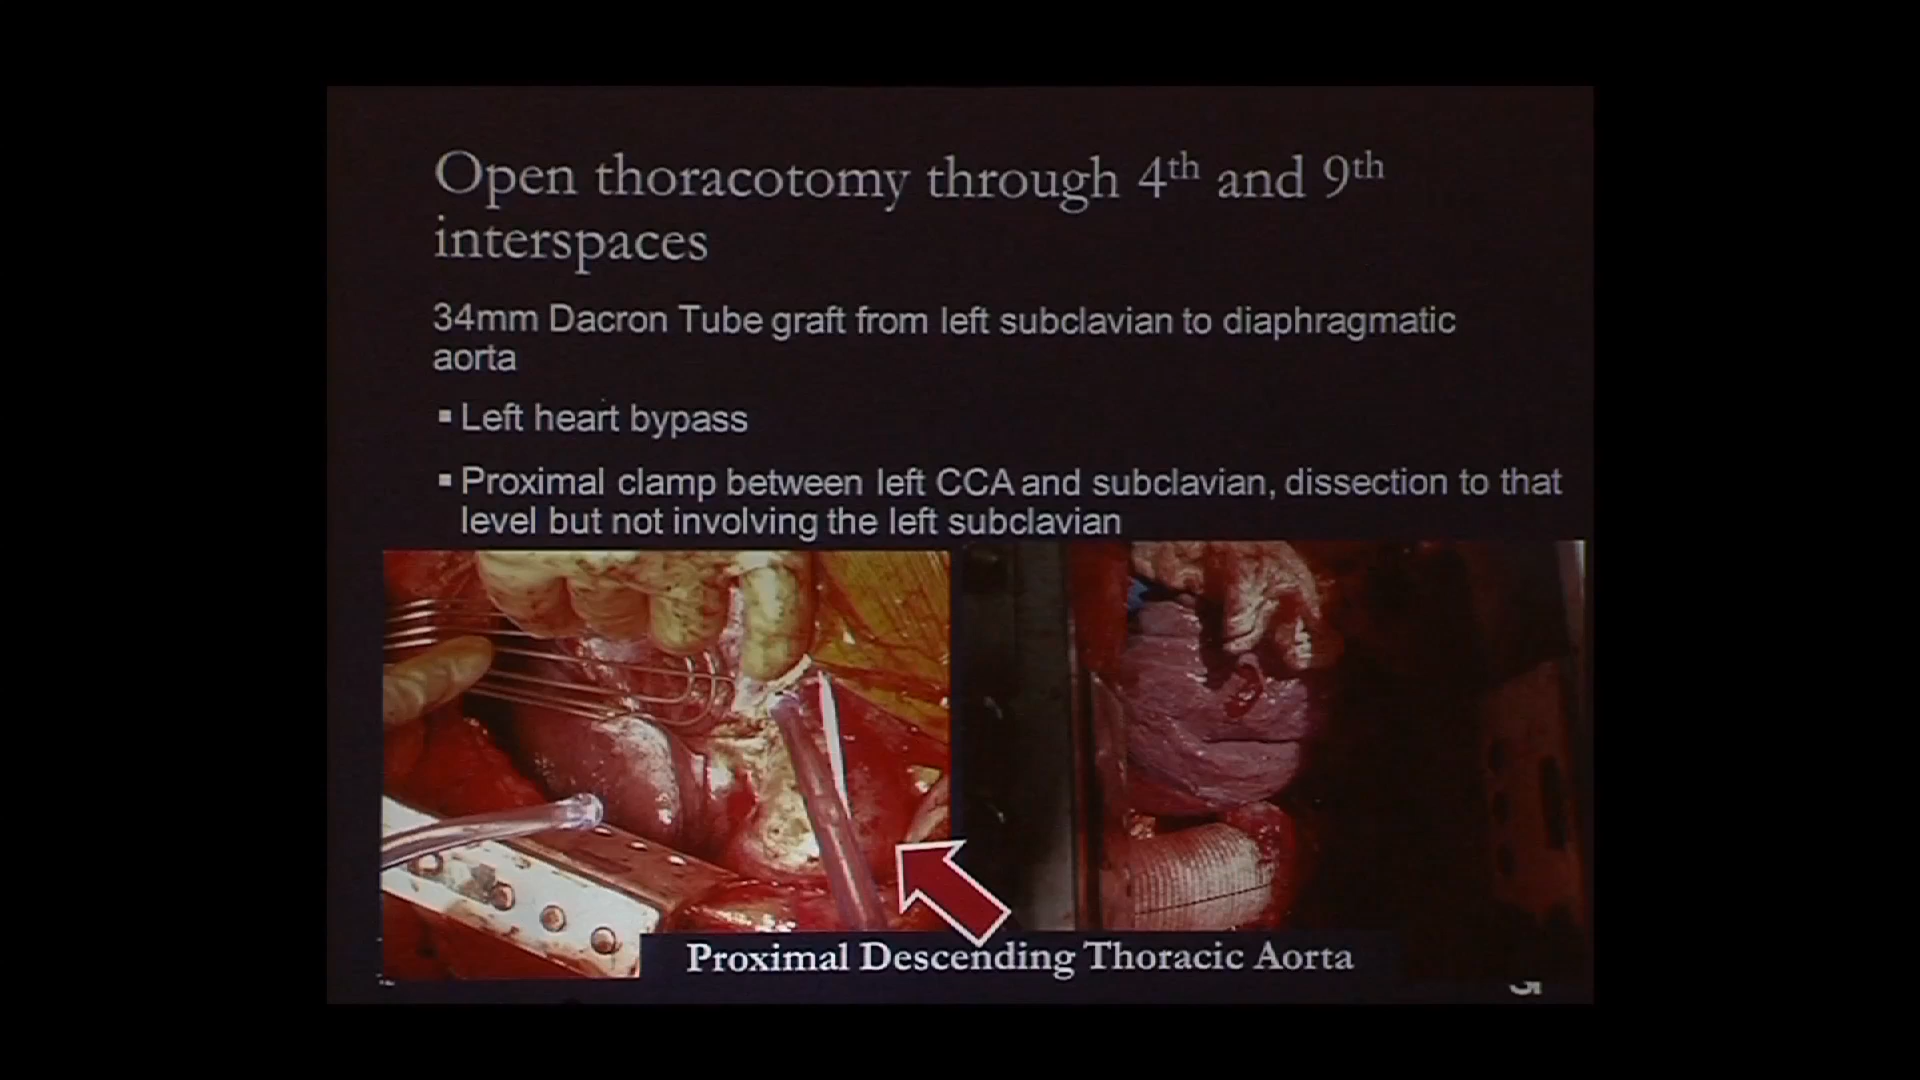 Open thoracotomy through 4th and 9th
interspaces
34mm Dacron Tube graft from left subclavian to diaphragmatic
aorta
▪ Left heart bypass
▪ Proximal clamp between left CCA and subclavian, dissection to that
level but not involving the left subclavian
Proximal Descending Thoracic Aorta